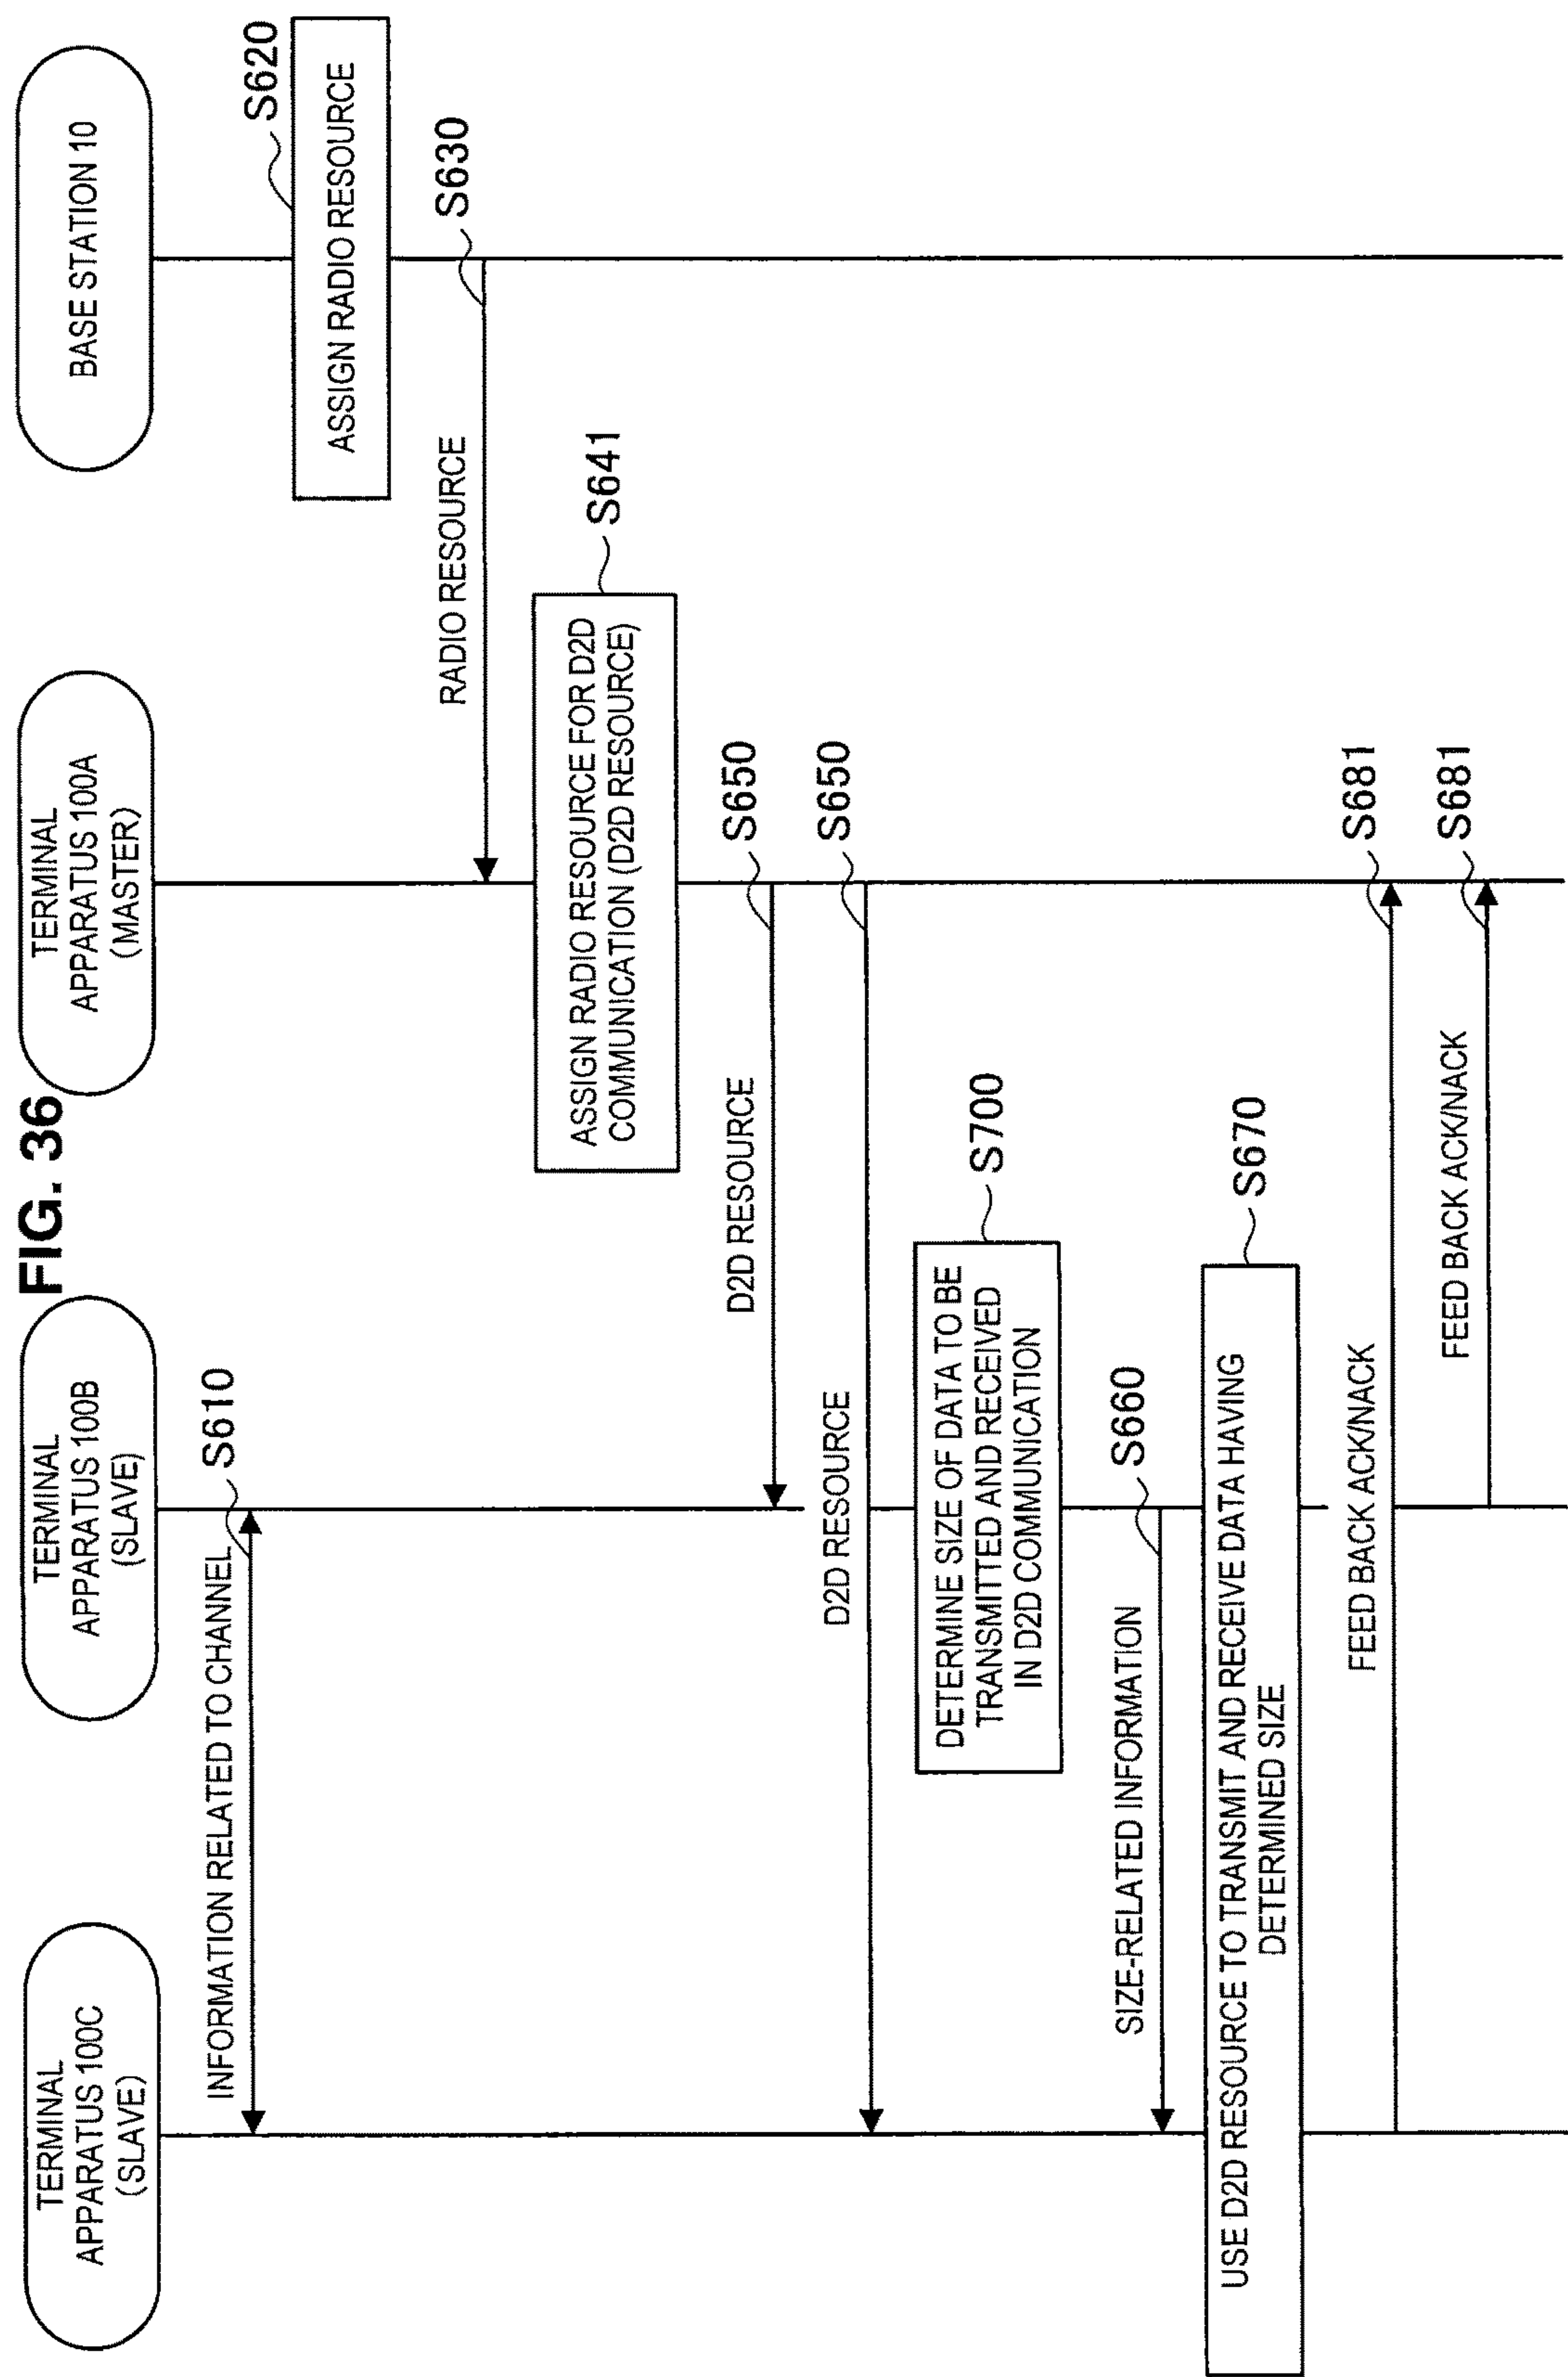 FIG. 36
TERMINAL
APPARATUS 100C
(SLAVE)
TERMINAL
APPARATUS 100B
(SLAVE)
TERMINAL
APPARATUS 100A
(MASTER)
BASE STATION 10
INFORMATION RELATED TO CHANNEL
S610
S620
ASSIGN RADIO RESOURCE
S630
RADIO RESOURCE
S641
ASSIGN RADIO RESOURCE FOR D2D
COMMUNICATION (D2D RESOURCE)
S650
D2D RESOURCE
S650
D2D RESOURCE
S700
DETERMINE SIZE OF DATA TO BE
TRANSMITTED AND RECEIVED
IN D2D COMMUNICATION
S660
SIZE-RELATED INFORMATION
S670
USE D2D RESOURCE TO TRANSMIT AND RECEIVE DATA HAVING
DETERMINED SIZE
S681
FEED BACK ACK/NACK
S681
FEED BACK ACK/NACK